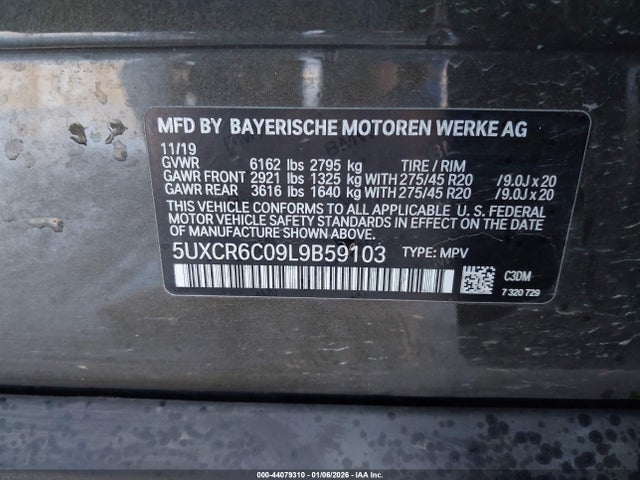 MFD BY BAYERISCHE MOTOREN WERKE AG
11/19
GVWR 6162 lbs 2795 kg TIRE / RIM
GAWR FRONT 2921 lbs 1325 kg WITH 275/45 R20 /9.0J x 20
GAWR REAR 3616 lbs 1640 kg WITH 275/45 R20 /9.0J x 20
THIS VEHICLE CONFORMS TO ALL APPLICABLE U. S. FEDERAL
MOTOR VEHICLE SAFETY STANDARDS IN EFFECT ON THE DATE
OF MANUFACTURE SHOWN ABOVE.
5UXCR6C09L9B59103 TYPE: MPV
C3DM
7 320 729
000-44079310 - 01/06/2026 - IAA Inc.